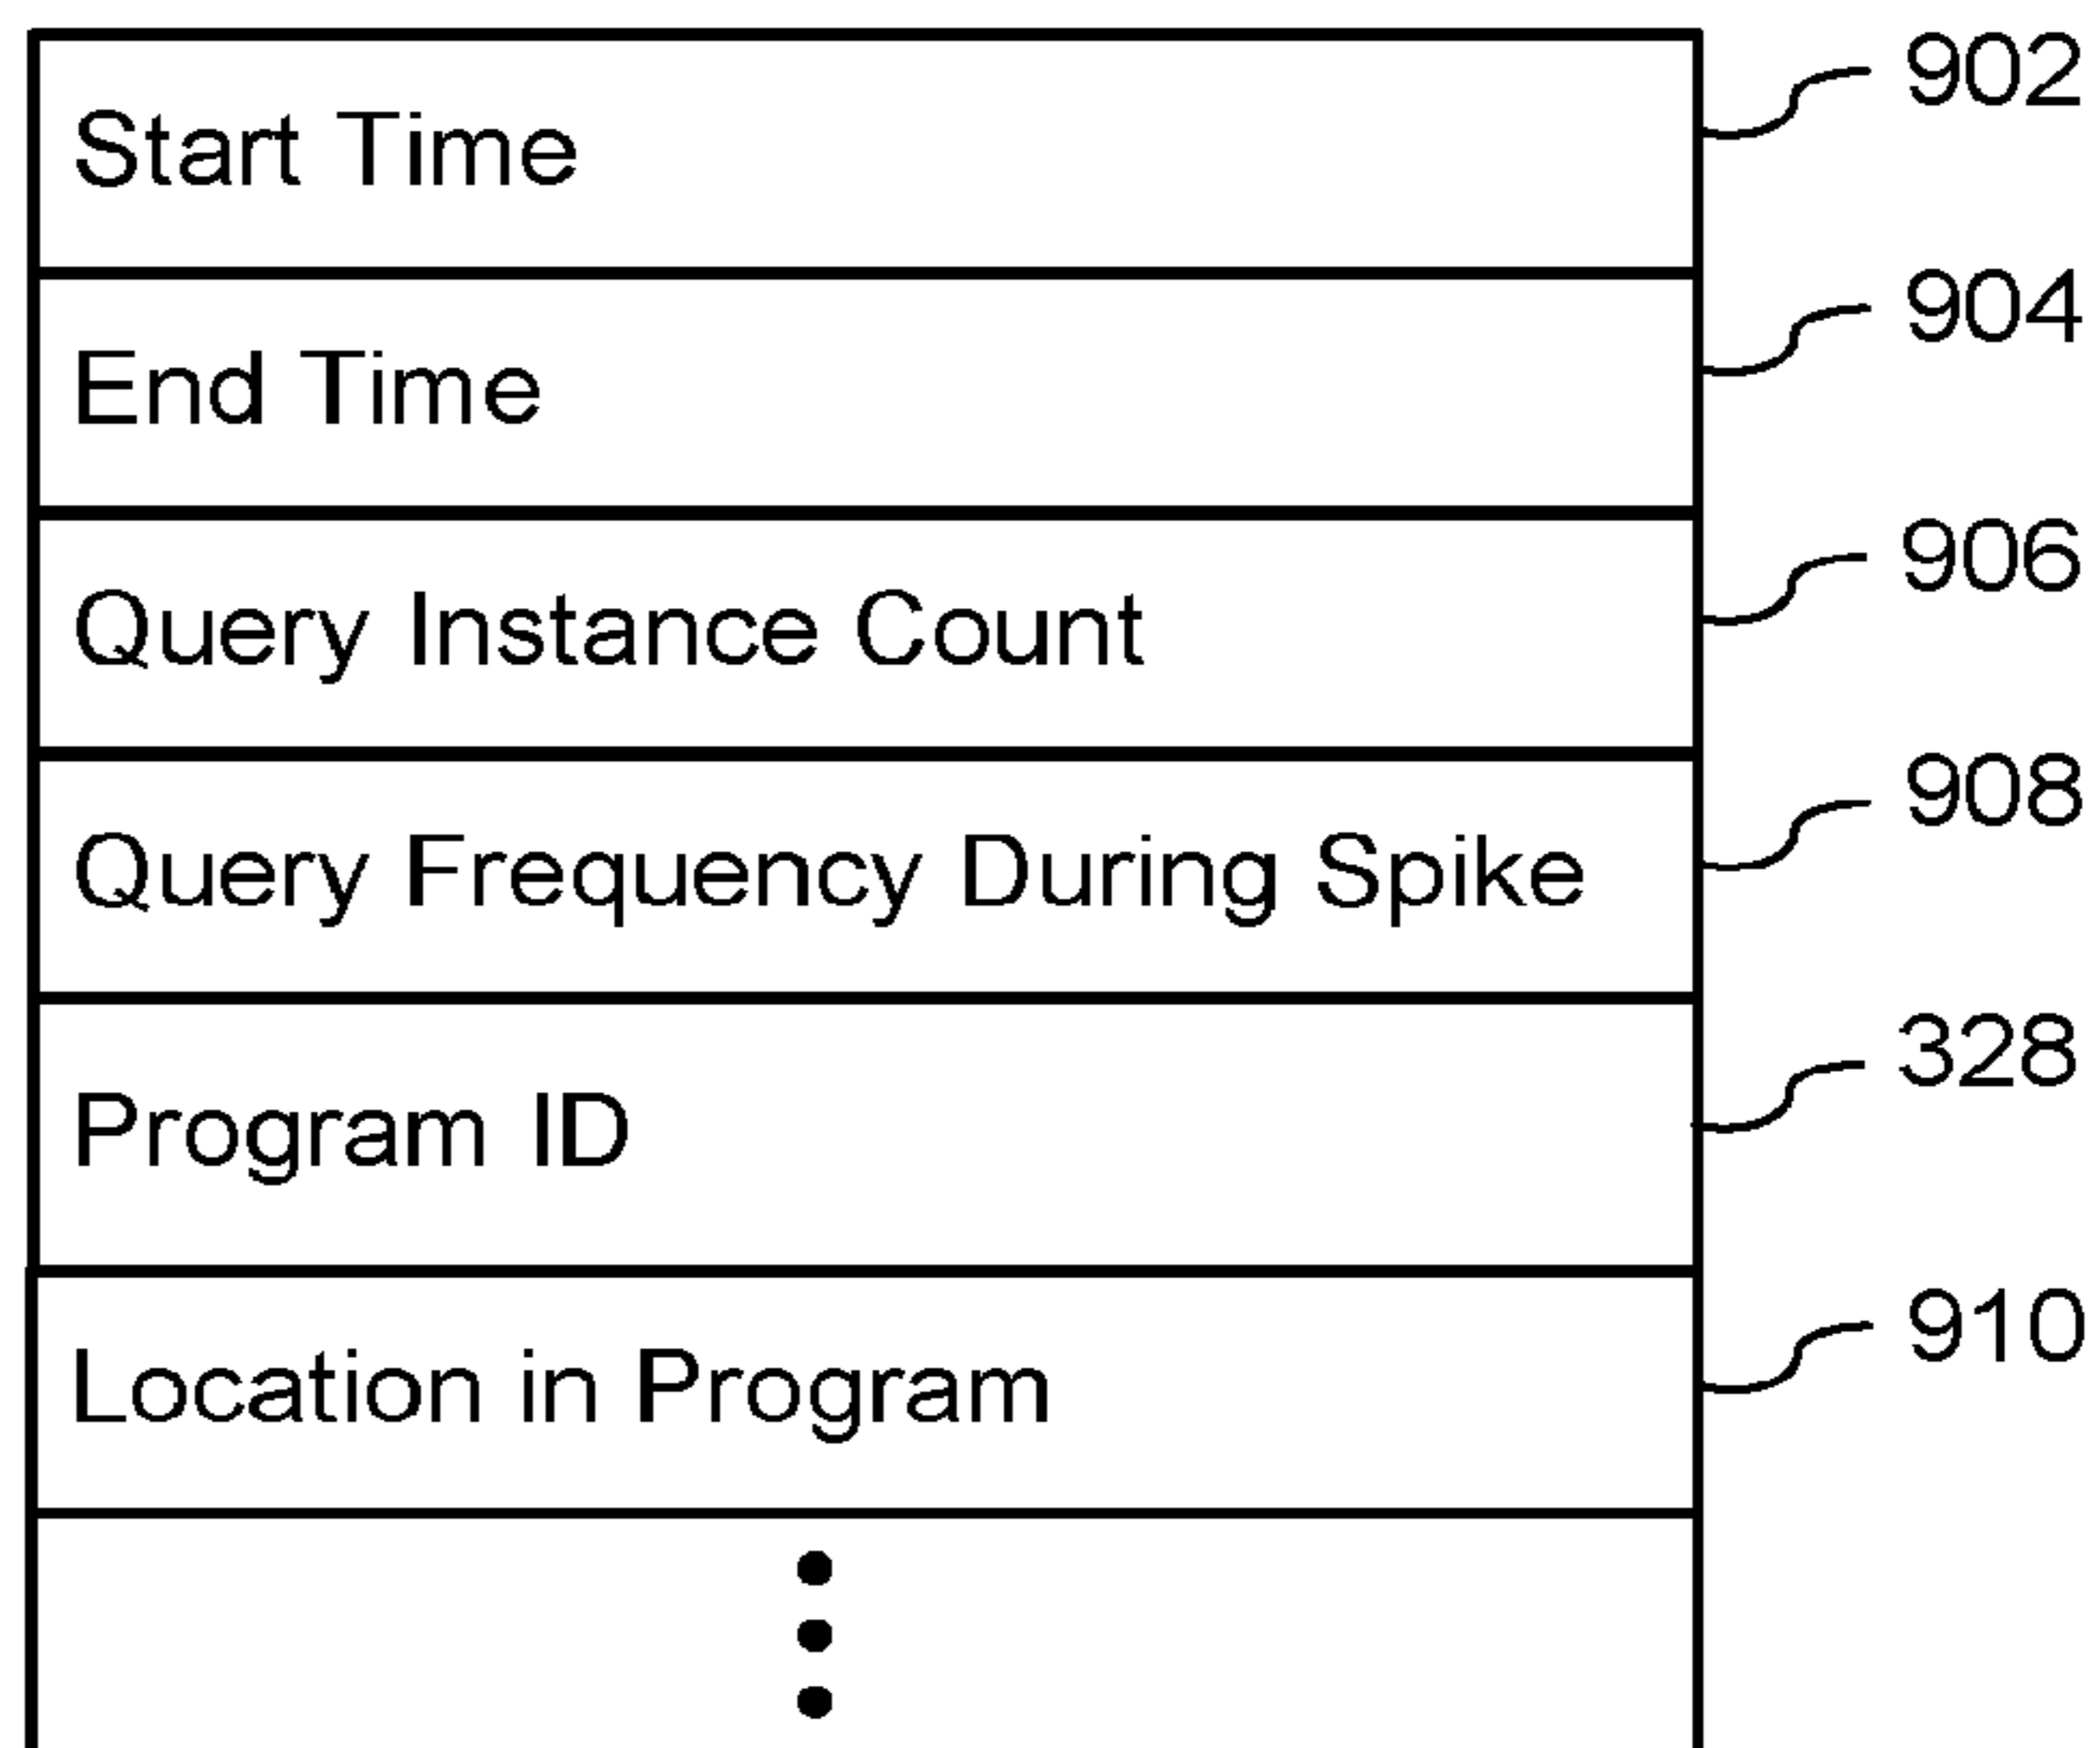 Start Time 902
End Time 904
Query Instance Count 906
Query Frequency During Spike 908
Program ID 328
Location in Program 910